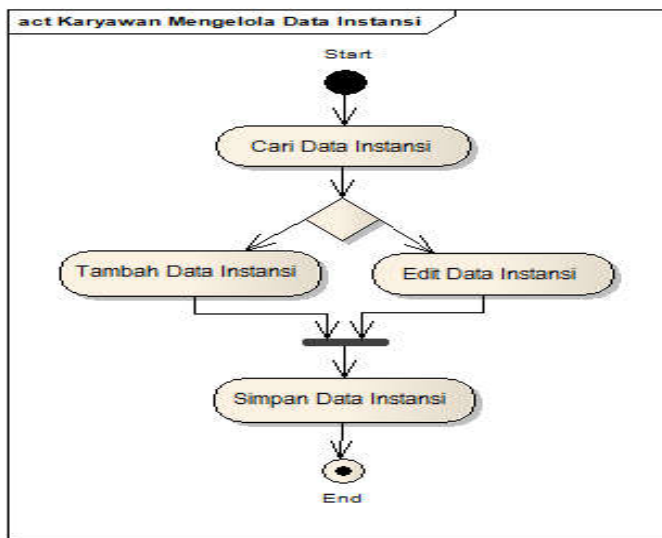 act Karyawan Mengelola Data Instansi
Start
Cari Data Instansi
Tambah Data Instansi
Edit Data Instansi
Simpan Data Instansi
End